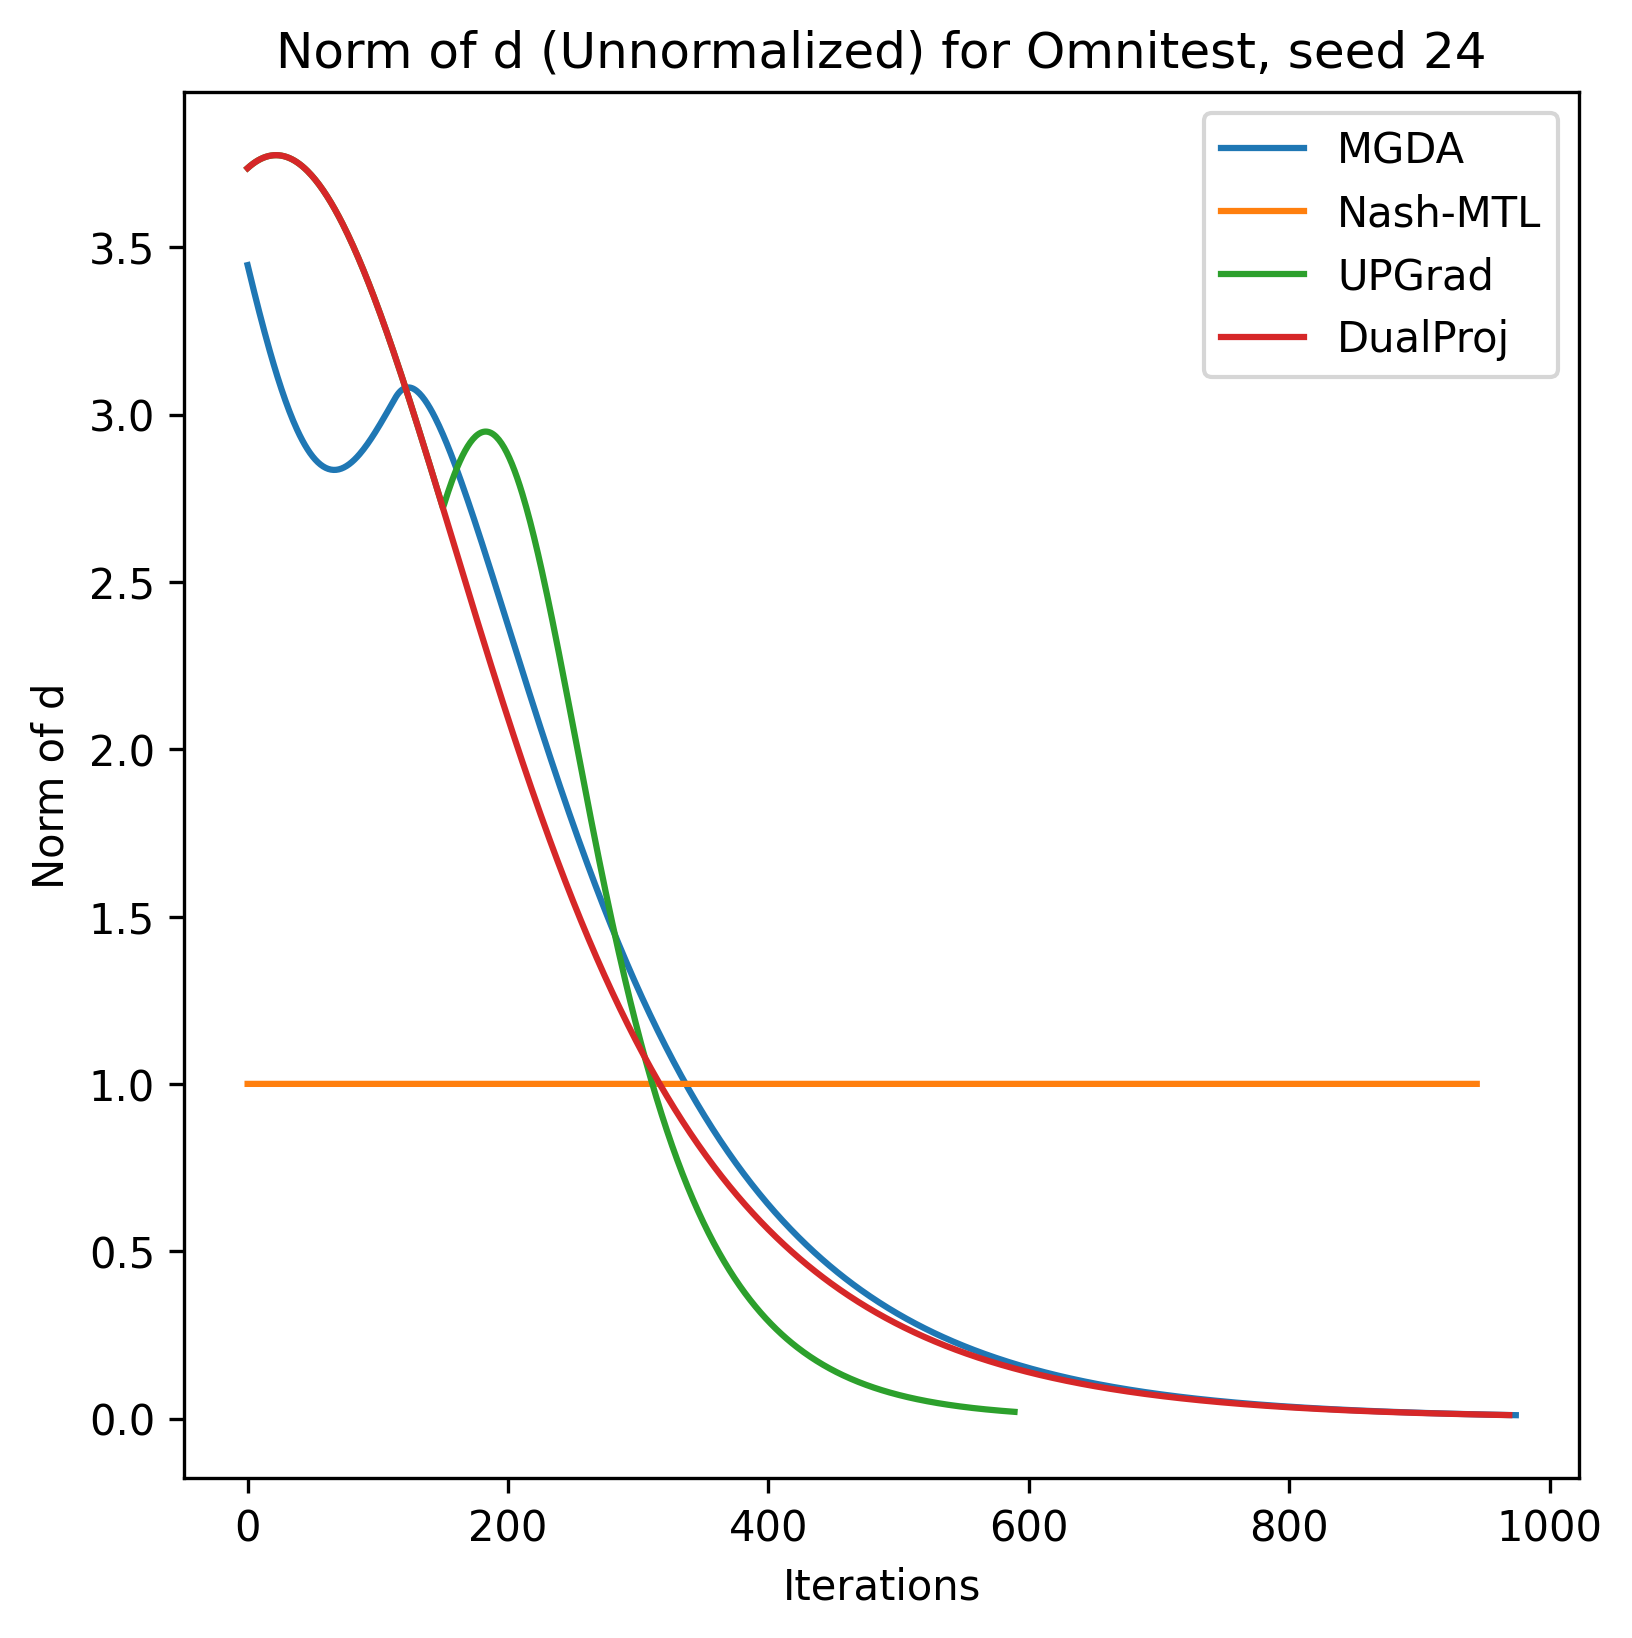 Norm of d (Unnormalized) for Omnitest, seed 24
MGDA
Nash-MTL
UPGrad
DualProj
Norm of d
3.5
3.0
2.5
2.0
1.5
1.0
0.5
0.0
0 200 400 600 800 1000
Iterations